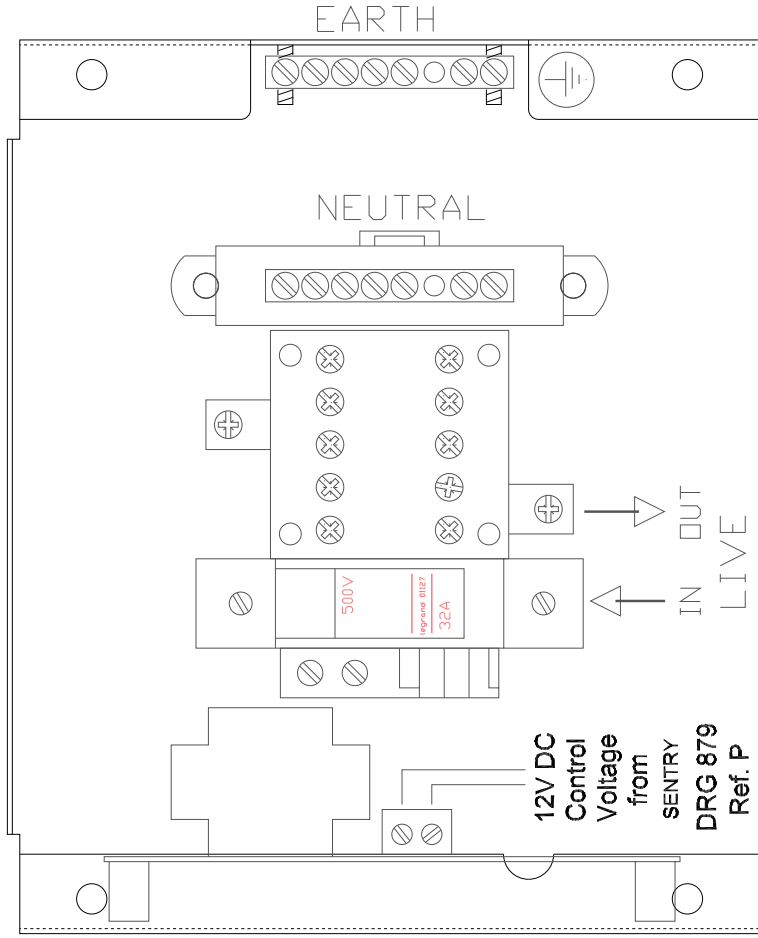 EARTH
NEUTRAL
OUT
IN
LIVE
500V
legrand 01127
32A
12V DC
Control
Voltage
from
SENTRY
DRG 879
Ref. P